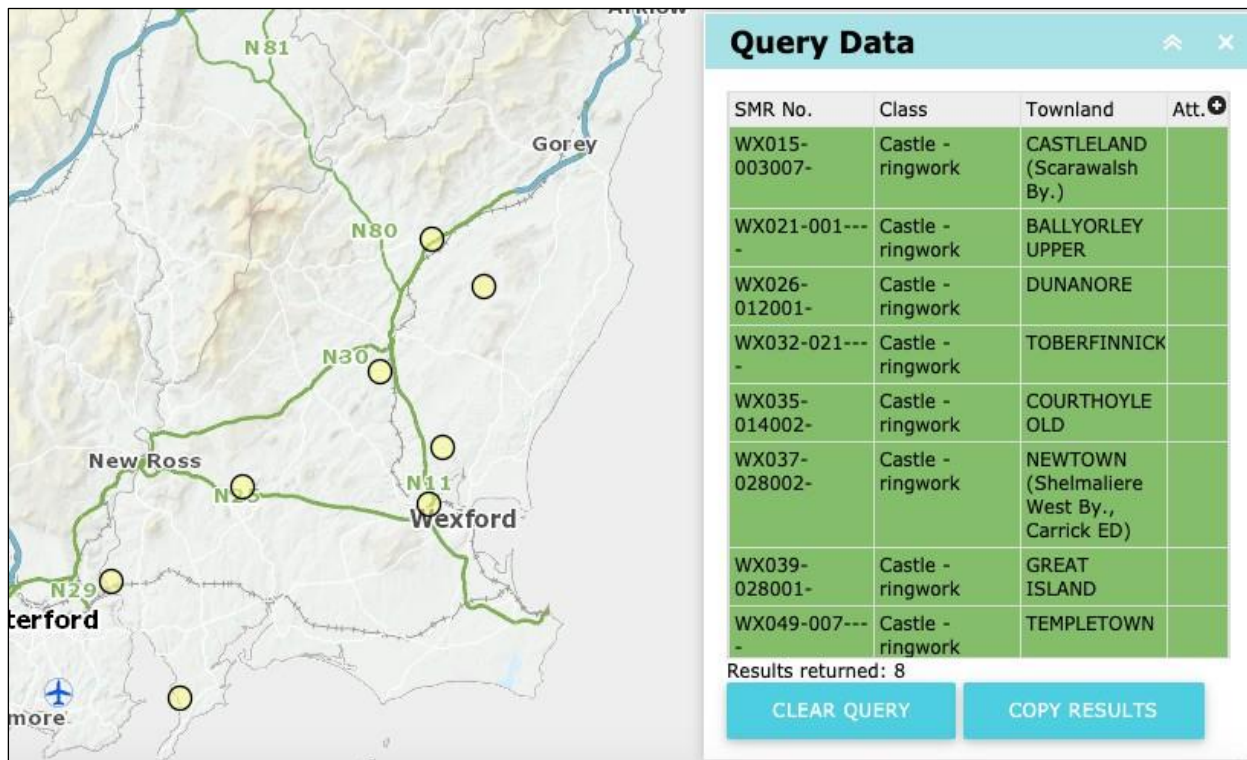 Arklow
N81
Gorey
N80
N30
New Ross
N25
N11
Wexford
N29
terford
more
Query Data
SMR No. Class Townland Att.
WX015- Castle - CASTLELAND
003007- ringwork (Scarawalsh
By.)
WX021-001--- Castle - BALLYORLEY
- ringwork UPPER
WX026- Castle - DUNANORE
012001- ringwork
WX032-021--- Castle - TOBERFINNICK
- ringwork
WX035- Castle - COURTHOYLE
014002- ringwork OLD
WX037- Castle - NEWTOWN
028002- ringwork (Shelmaliere
West By.,
Carrick ED)
WX039- Castle - GREAT
028001- ringwork ISLAND
WX049-007--- Castle - TEMPLETOWN
- ringwork
Results returned: 8
CLEAR QUERY COPY RESULTS